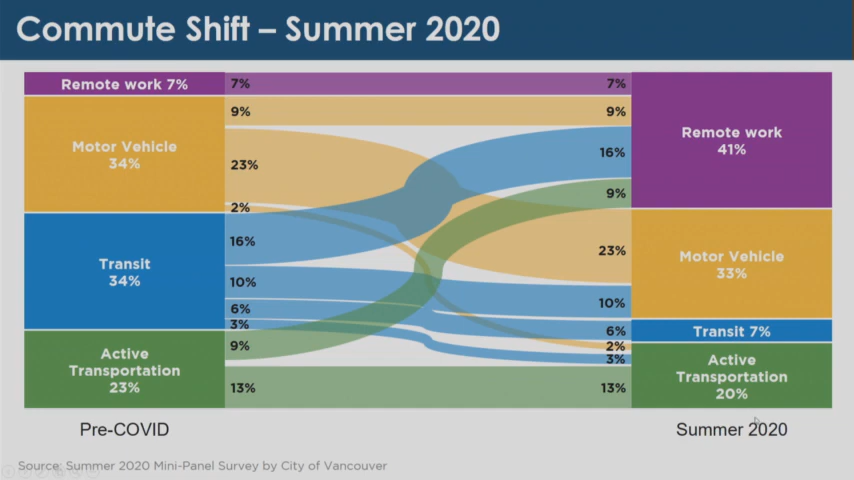 Commute Shift – Summer 2020
Remote work 7%
Motor Vehicle
34%
Transit
34%
Active
Transportation
23%
7%
9%
23%
2%
16%
10%
6%
3%
9%
13%
7%
9%
16%
9%
23%
10%
6%
2%
3%
13%
Remote work
41%
Motor Vehicle
33%
Transit 7%
Active
Transportation
20%
Pre-COVID
Summer 2020
Source: Summer 2020 Mini-Panel Survey by City of Vancouver